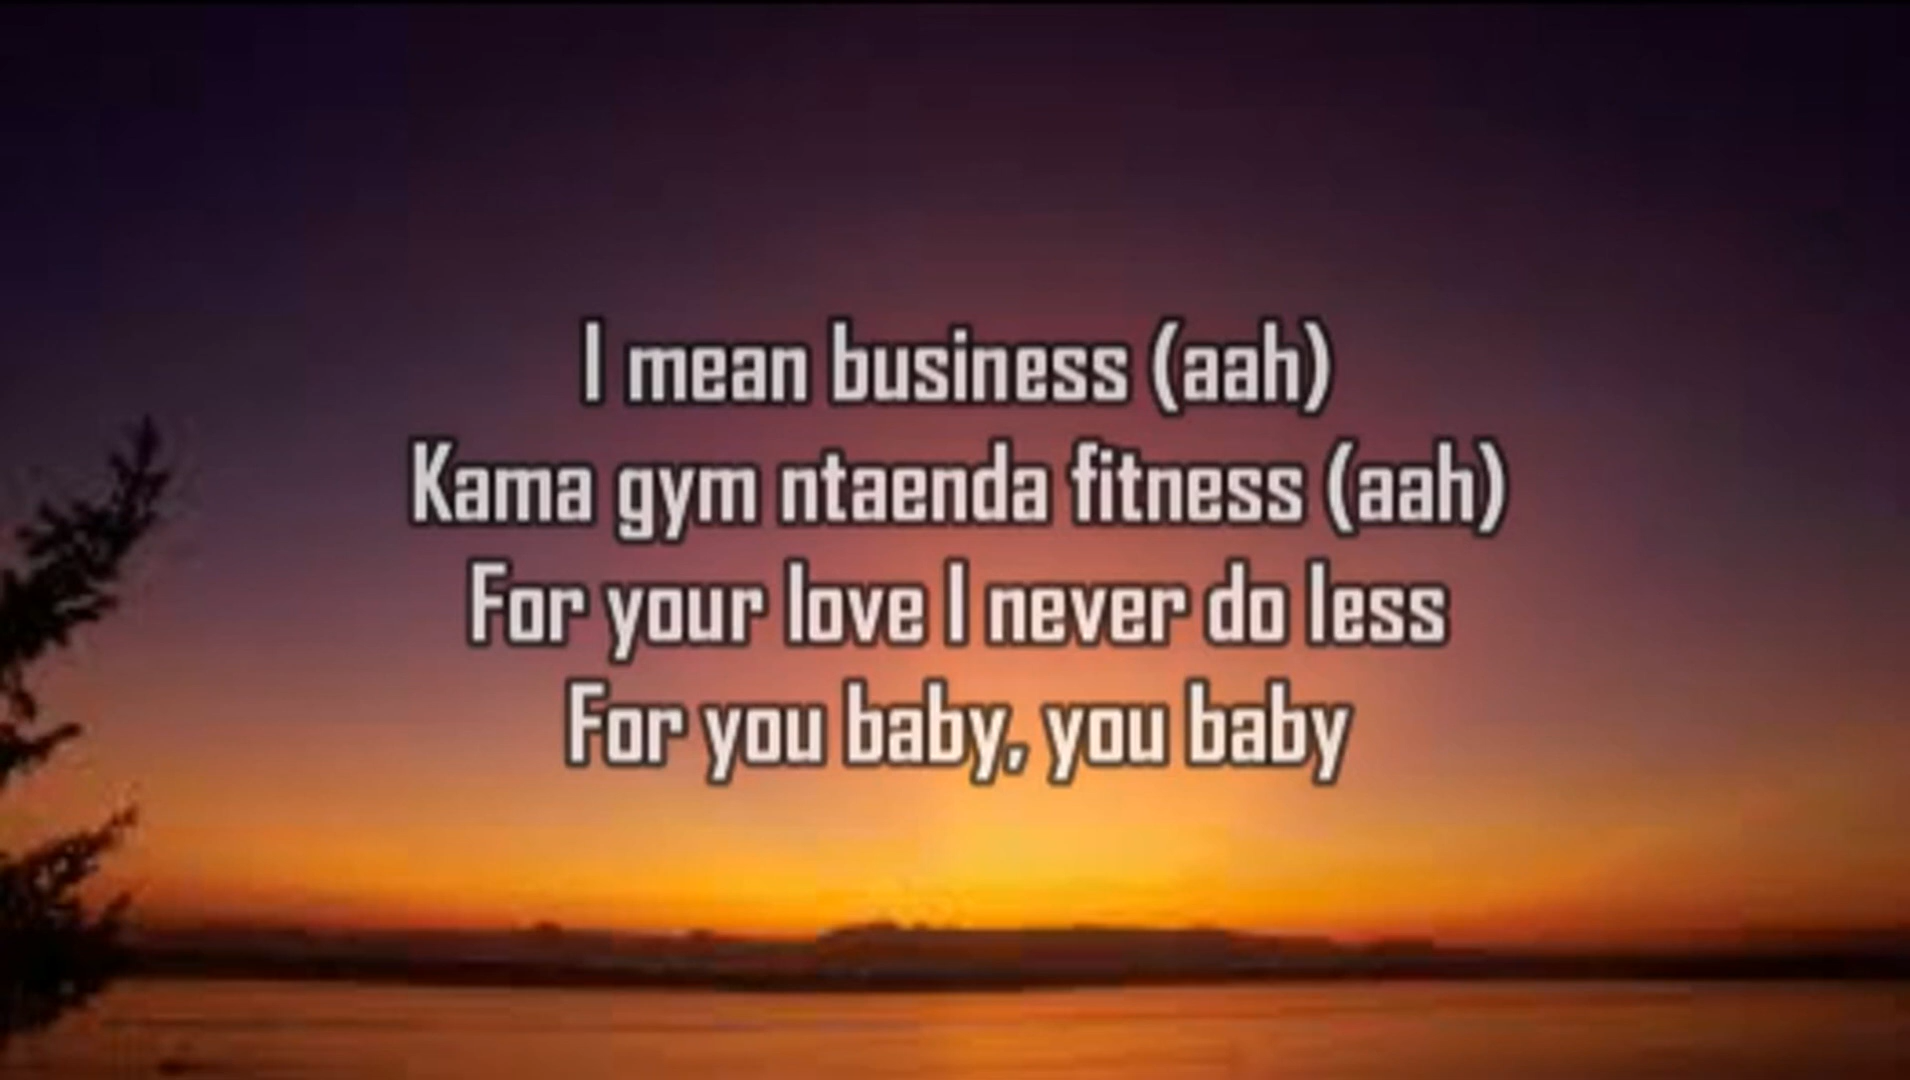 I mean business (aah)
Kama gym ntaenda fitness (aah)
For your love I never do less
For you baby, you baby